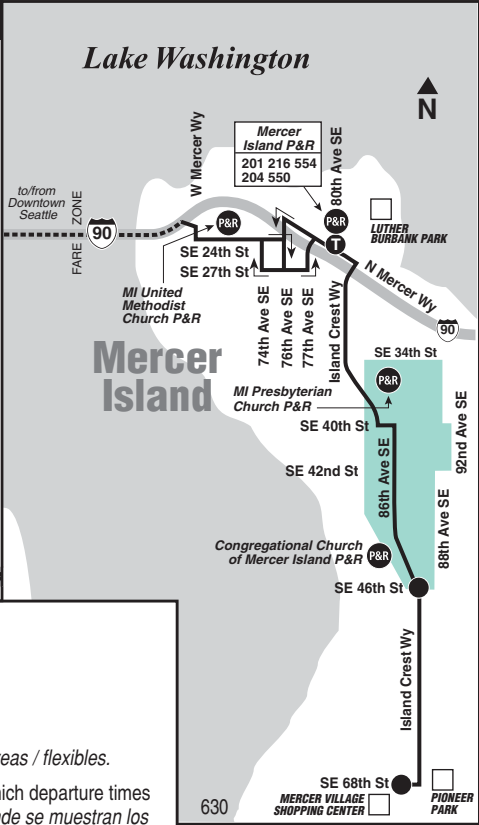 Lake Washington
N
W Mercer Wy
Mercer
Island P&R
201 216 554
204 550
80th Ave SE
to/from
Downtown
Seattle
FARE ZONE
90
P&R
P&R
T
LUTHER
BURBANK PARK
SE 24th St
SE 27th St
N Mercer Wy
MI United
Methodist
Church P&R
74th Ave SE
76th Ave SE
77th Ave SE
Island Crest Wy
90
Mercer
Island
SE 34th St
P&R
MI Presbyterian
Church P&R
SE 40th St
92nd Ave SE
SE 42nd St
86th Ave SE
88th Ave SE
Congregational Church
of Mercer Island P&R
P&R
SE 46th St
Island Crest Wy
SE 68th St
MERCER VILLAGE
SHOPPING CENTER
PIONEER
PARK
630
reas / flexibles.
hich departure times
nde se muestran los